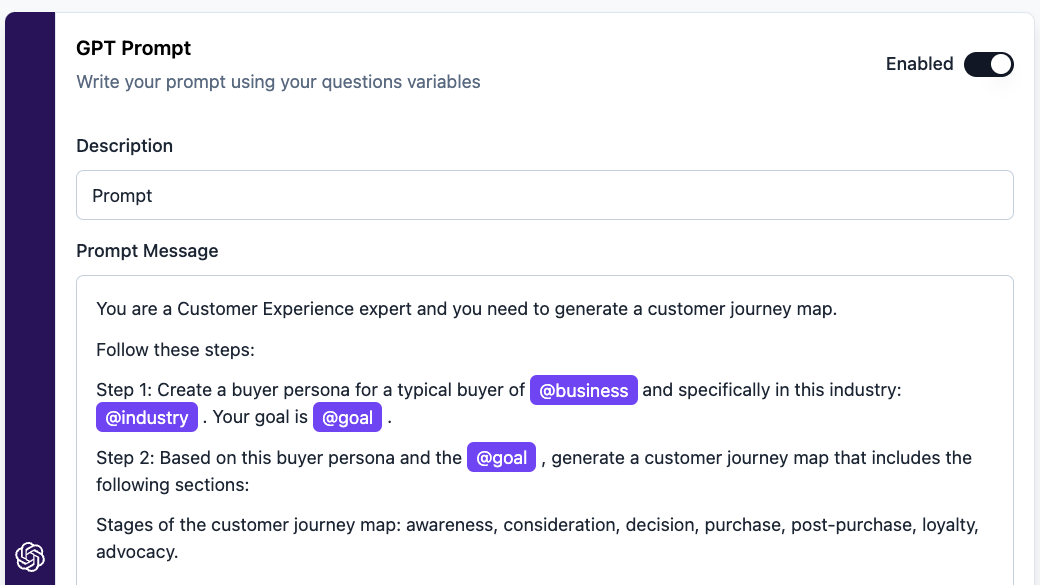 GPT Prompt
Enabled
Write your prompt using your questions variables
Description
Prompt
Prompt Message
You are a Customer Experience expert and you need to generate a customer journey map.
Follow these steps:
Step 1: Create a buyer persona for a typical buyer of @business and specifically in this industry:
@industry . Your goal is @goal .
Step 2: Based on this buyer persona and the @goal , generate a customer journey map that includes the
following sections:
Stages of the customer journey map: awareness, consideration, decision, purchase, post-purchase, loyalty,
advocacy.